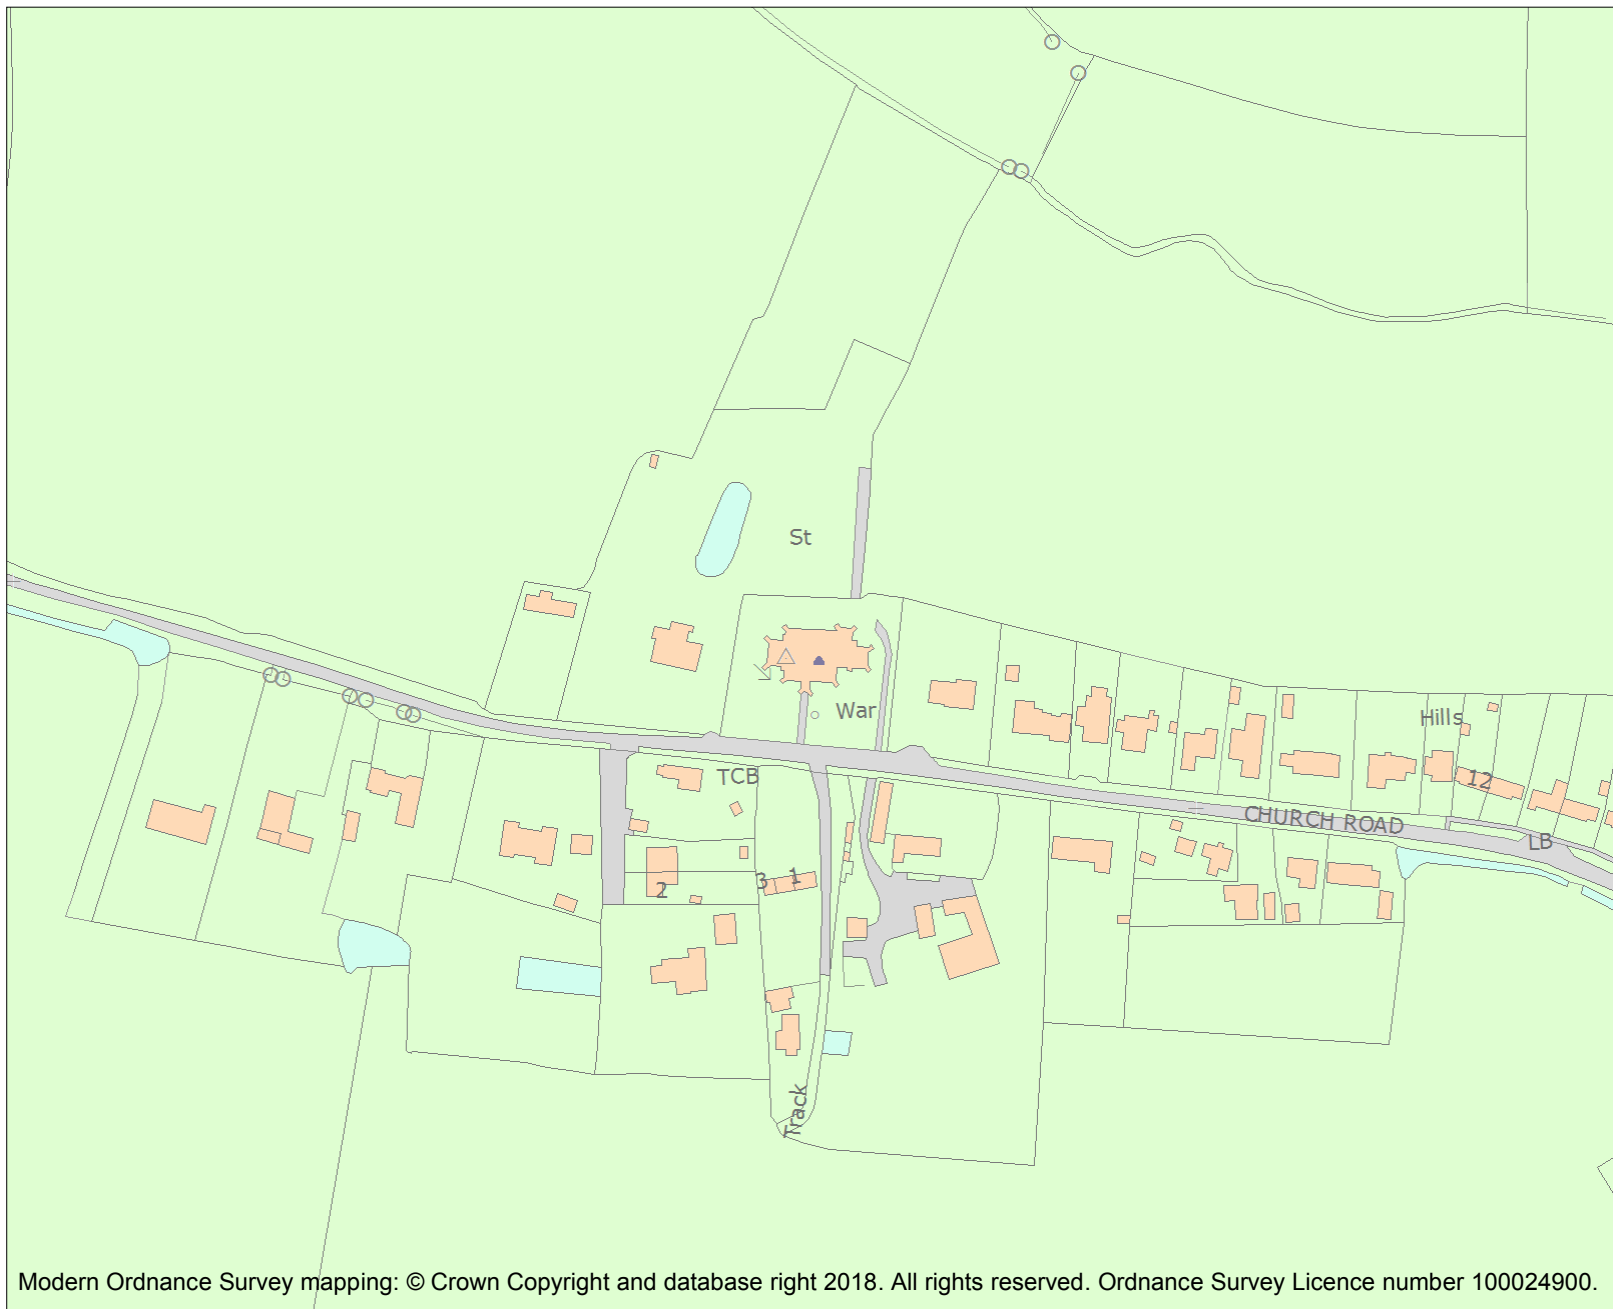 St
War
Hills
TCB
12
CHURCH ROAD
LB
3 1
2
Track
Modern Ordnance Survey mapping: © Crown Copyright and database right 2018. All rights reserved. Ordnance Survey Licence number 100024900.